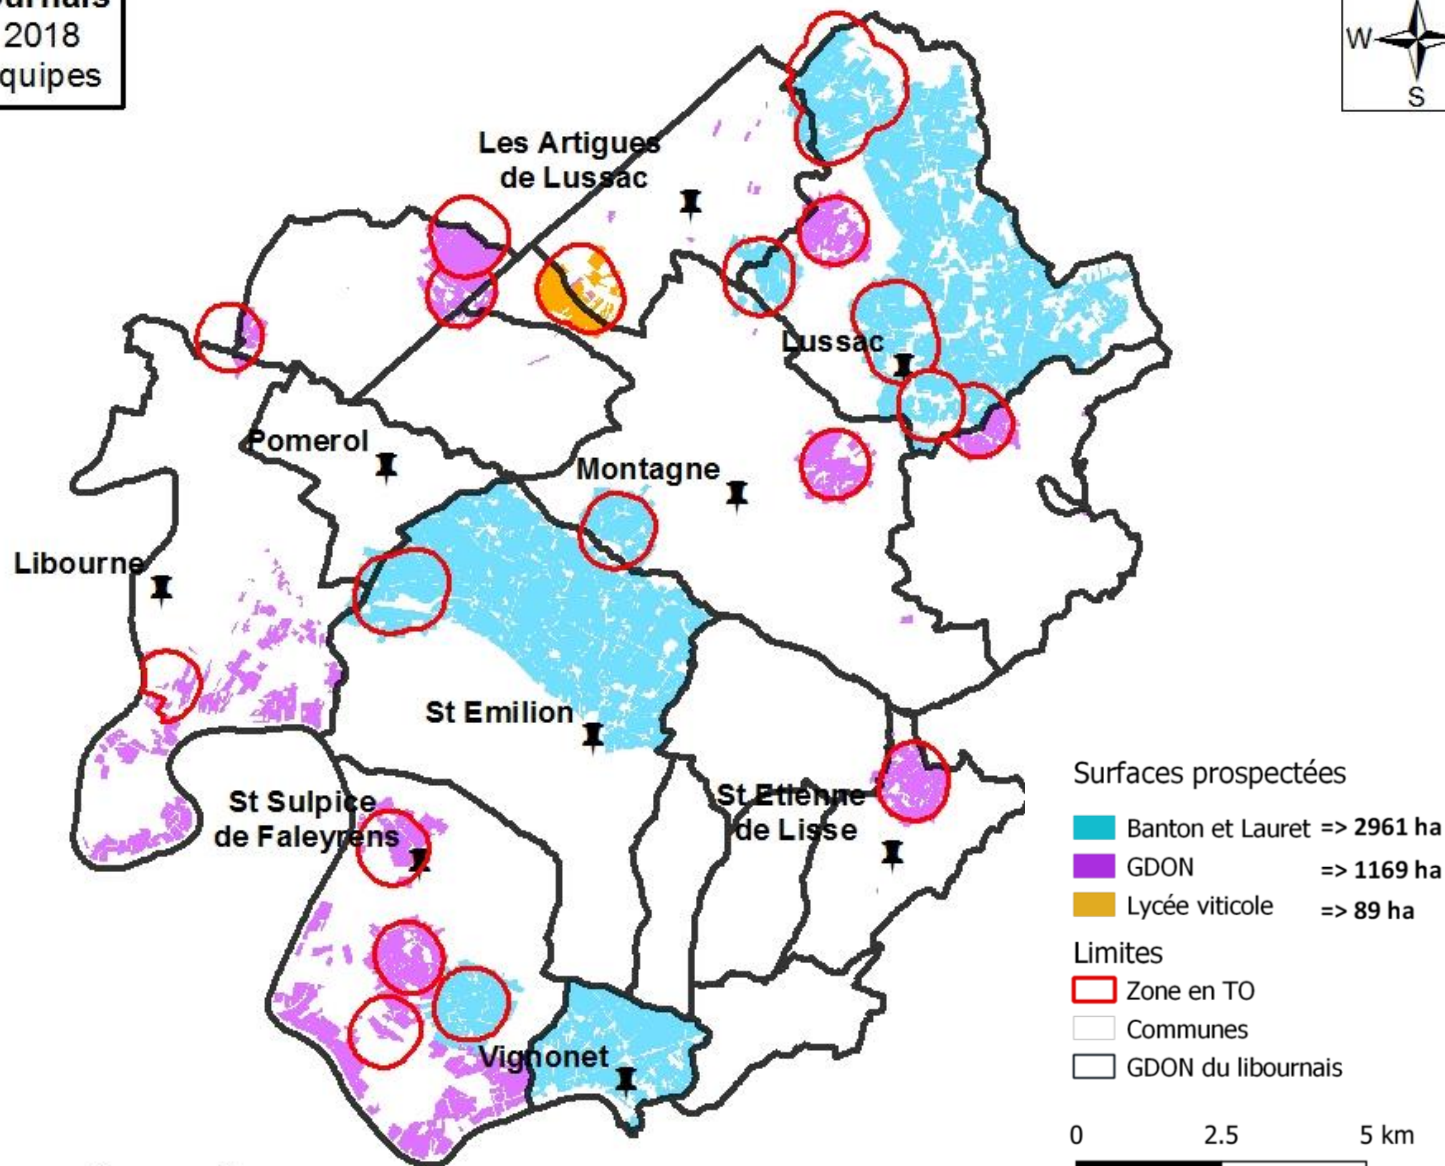 2018
quipes
W
S
Les Artigues
de Lussac
Lussac
Pomerol
Montagne
Libourne
St Emilion
St Sulpice
de Faleyrens
St Etienne
de Lisse
Vignonet
Surfaces prospectées
Banton et Lauret => 2961 ha
GDON => 1169 ha
Lycée viticole => 89 ha
Limites
Zone en TO
Communes
GDON du libournais
0 2.5 5 km